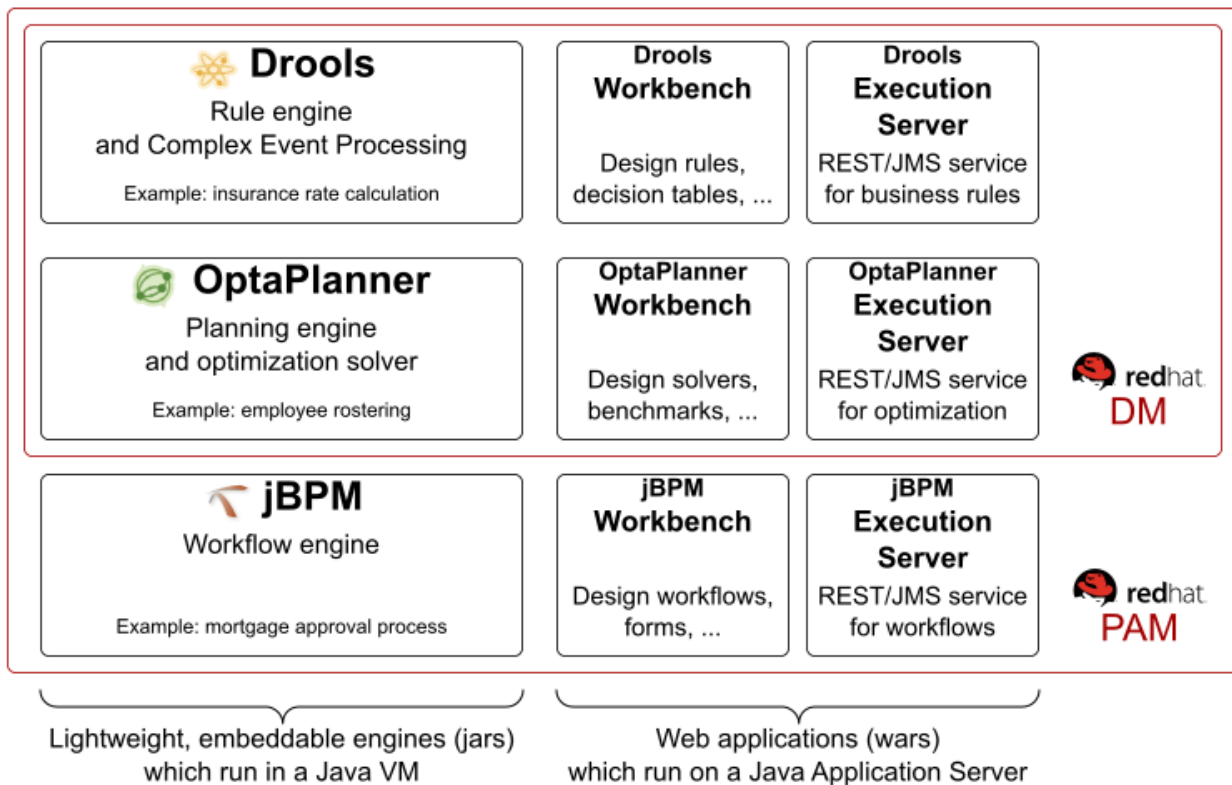 Drools
Rule engine
and Complex Event Processing
Example: insurance rate calculation
Drools
Workbench
Design rules,
decision tables, ...
Drools
Execution
Server
REST/JMS service
for business rules
OptaPlanner
Planning engine
and optimization solver
Example: employee rostering
OptaPlanner
Workbench
Design solvers,
benchmarks, ...
OptaPlanner
Execution
Server
REST/JMS service
for optimization
redhat.
DM
jBPM
Workflow engine
Example: mortgage approval process
jBPM
Workbench
Design workflows,
forms, ...
jBPM
Execution
Server
REST/JMS service
for workflows
redhat.
PAM
Lightweight, embeddable engines (jars)
which run in a Java VM
Web applications (wars)
which run on a Java Application Server